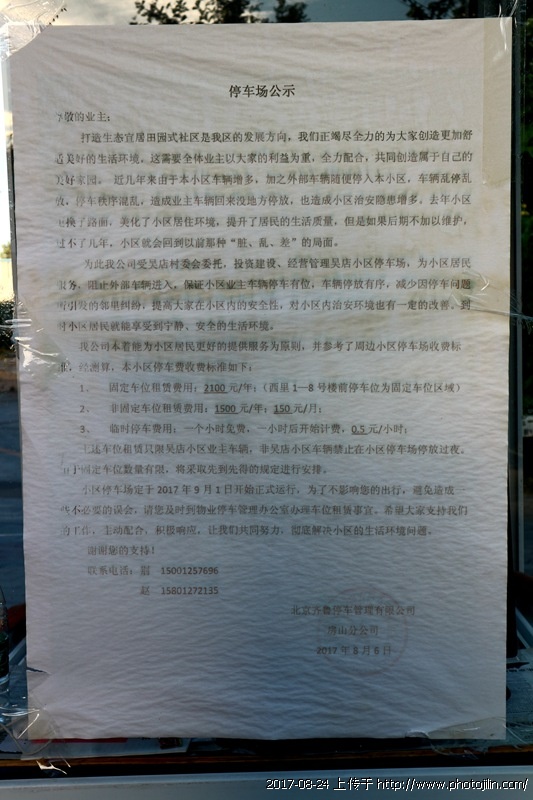 停车场公示
敬的业主：
打造生态宜居田园式社区是我区的发展方向，我们正竭尽全力的为大家创造更加舒
适美好的生活环境，这需要全体业主以大家的利益为重，全力配合，共同创造属于自己的
美好家园。 近几年来由于本小区车辆增多，加之外部车辆随便停入本小区，车辆乱停乱
放，停车秩序混乱，造成业主车辆回来没地方停放，也造成小区治安隐患增多，去年小区
更换了路面，美化了小区居住环境，提升了居民的生活质量，但是如果后期不加以维护，
过不了几年，小区就会回到以前那种“脏、乱、差”的局面。
为此我公司受吴店村委会委托，投资建设、经营管理吴店小区停车场，为小区居民
服务，阻止外部车辆进入，保证小区业主车辆停车有位，车辆停放有序，减少因停车问题
所引发的邻里纠纷，提高大家在小区内的安全性，对小区内治安环境也有一定的改善，到
时小区居民就能享受到宁静、安全的生活环境。
我公司本着能为小区居民更好的提供服务为原则，并参考了周边小区停车场收费标
准，经测算，本小区停车费收费标准如下：
1、 固定车位租赁费用：2100 元/年；（西里 1—8 号楼前停车位为固定车位区域）
2、 非固定车位租赁费用：1500 元/年；150 元/月；
3、 临时停车费用：一个小时免费，一小时后开始计费，0.5 元/小时；
上述车位租赁只限吴店小区业主车辆，非吴店小区车辆禁止在小区停车场停放过夜。
由于固定车位数量有限，将采取先到先得的规定进行安排。
小区停车场定于 2017 年 9 月 1 日开始正式运行，为了不影响您的出行，避免造成
一些不必要的误会，请您及时到物业停车管理办公室办理车位租赁事宜。希望大家支持我们
的工作，主动配合，积极响应，让我们共同努力，彻底解决小区的生活环境问题。
谢谢您的支持！
联系电话： 15001257696
赵 15801272135
北京齐鲁停车管理有限公司
房山分公司
2017 年 8 月 6 日
2017-08-24 上传于 http://www.photojilin.com/